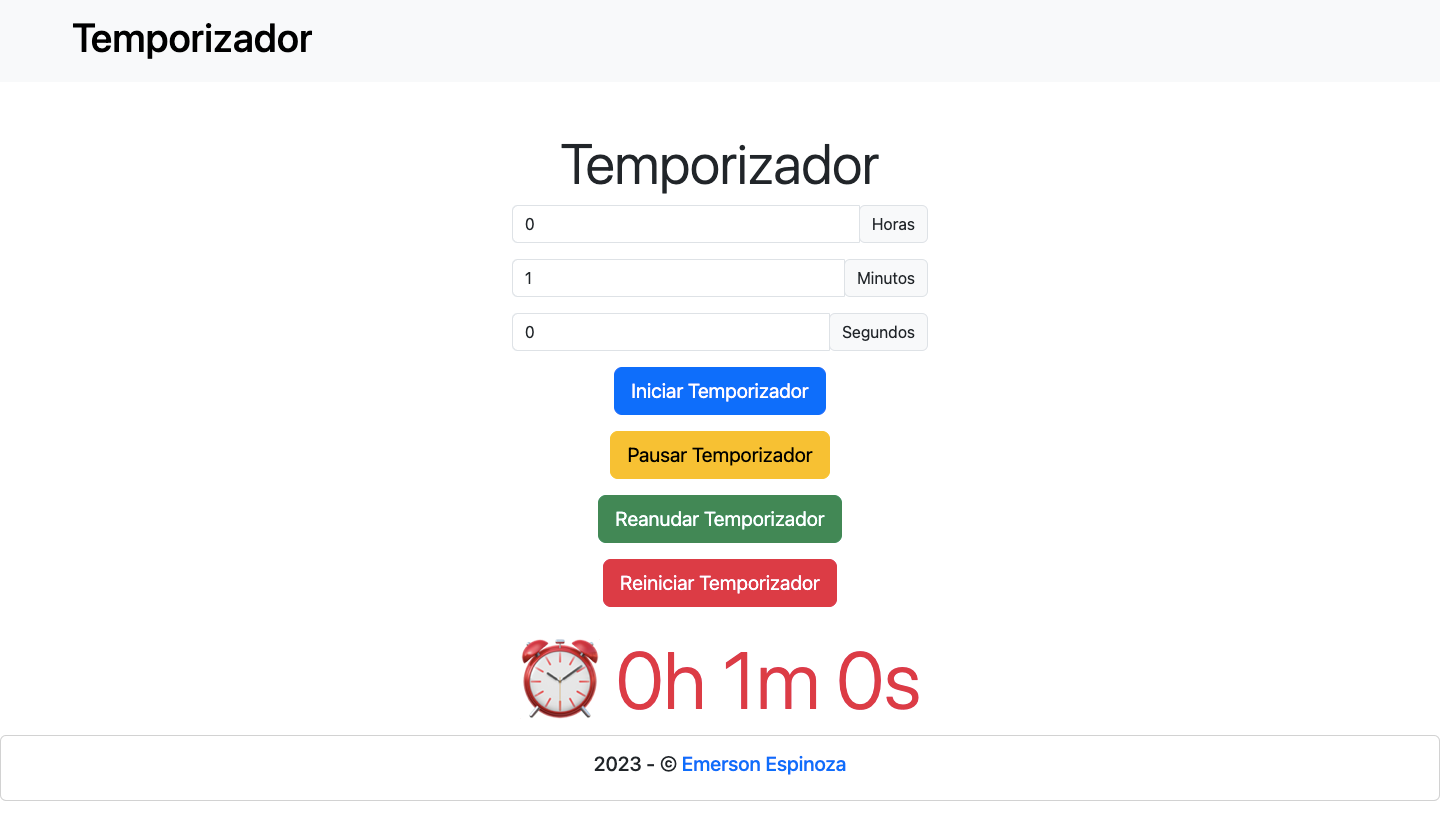 Temporizador
Temporizador
0 Horas
1 Minutos
0 Segundos
Iniciar Temporizador
Pausar Temporizador
Reanudar Temporizador
Reiniciar Temporizador
⏰ 0h 1m 0s
2023 - © Emerson Espinoza